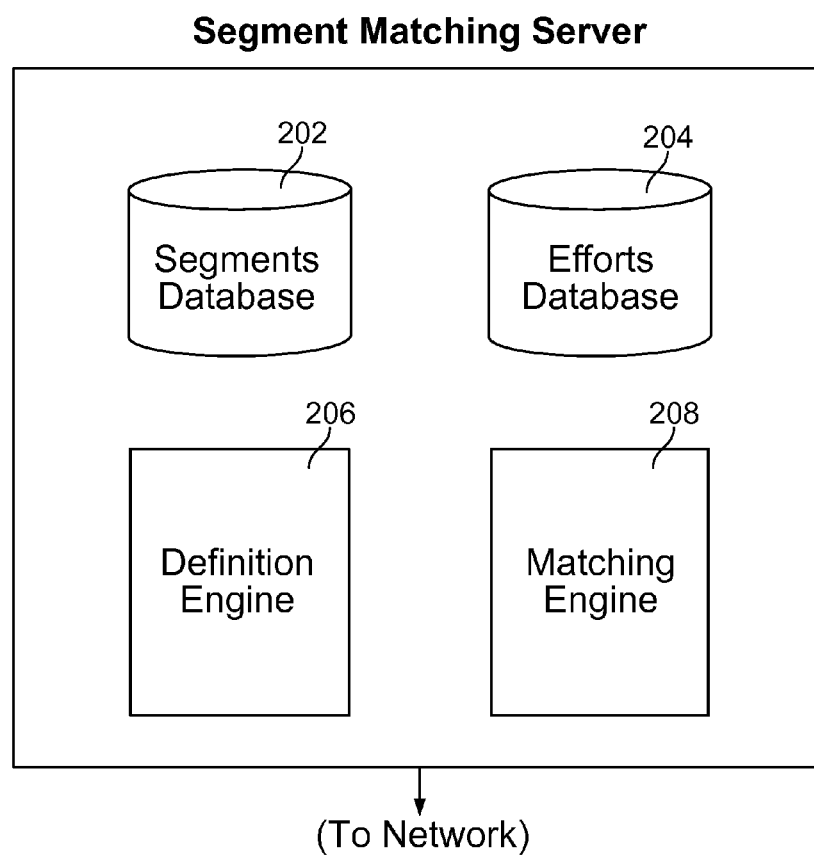 Segment Matching Server
202
204
Segments
Database
Efforts
Database
206
208
Definition
Engine
Matching
Engine
(To Network)